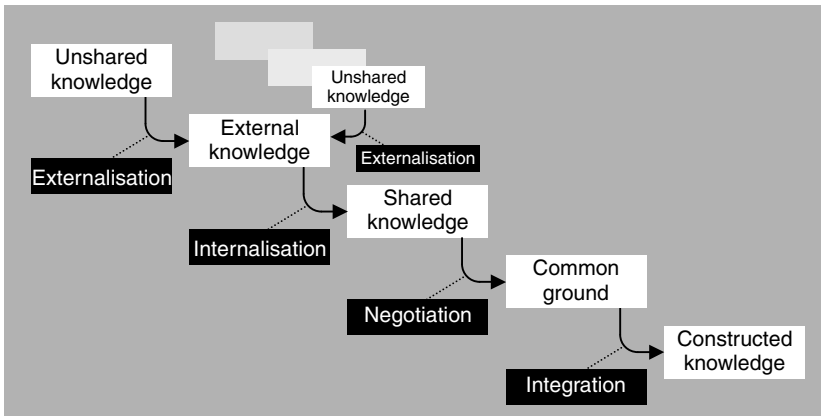 Unshared
knowledge
Unshared
knowledge
External
knowledge
Externalisation
Externalisation
Shared
knowledge
Internalisation
Common
ground
Negotiation
Constructed
knowledge
Integration